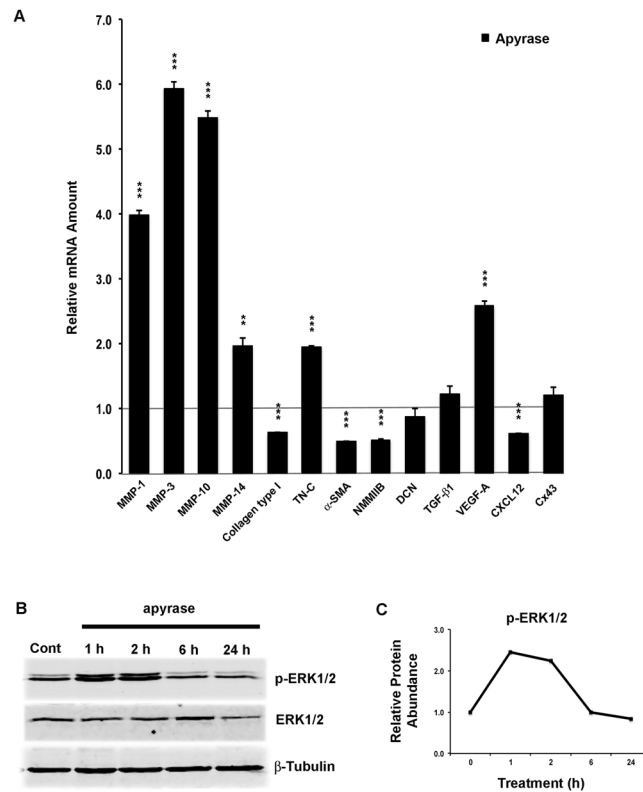 A
Apyrase
Relative mRNA Amount
7.0
6.0
5.0
4.0
3.0
2.0
1.0
0.0
***
***
***
**
***
***
***
***
***
***
MMP-1
MMP-3
MMP-10
MMP-14
Collagen type I
TN-C
α-SMA
NMMIIB
DCN
TGF-β1
VEGF-A
CXCL12
Cx43
B
apyrase
Cont 1 h 2 h 6 h 24 h
p-ERK1/2
ERK1/2
β-Tubulin
C
p-ERK1/2
Relative Protein
Abundance
3.0
2.0
1.0
0 1 2 6 24
Treatment (h)